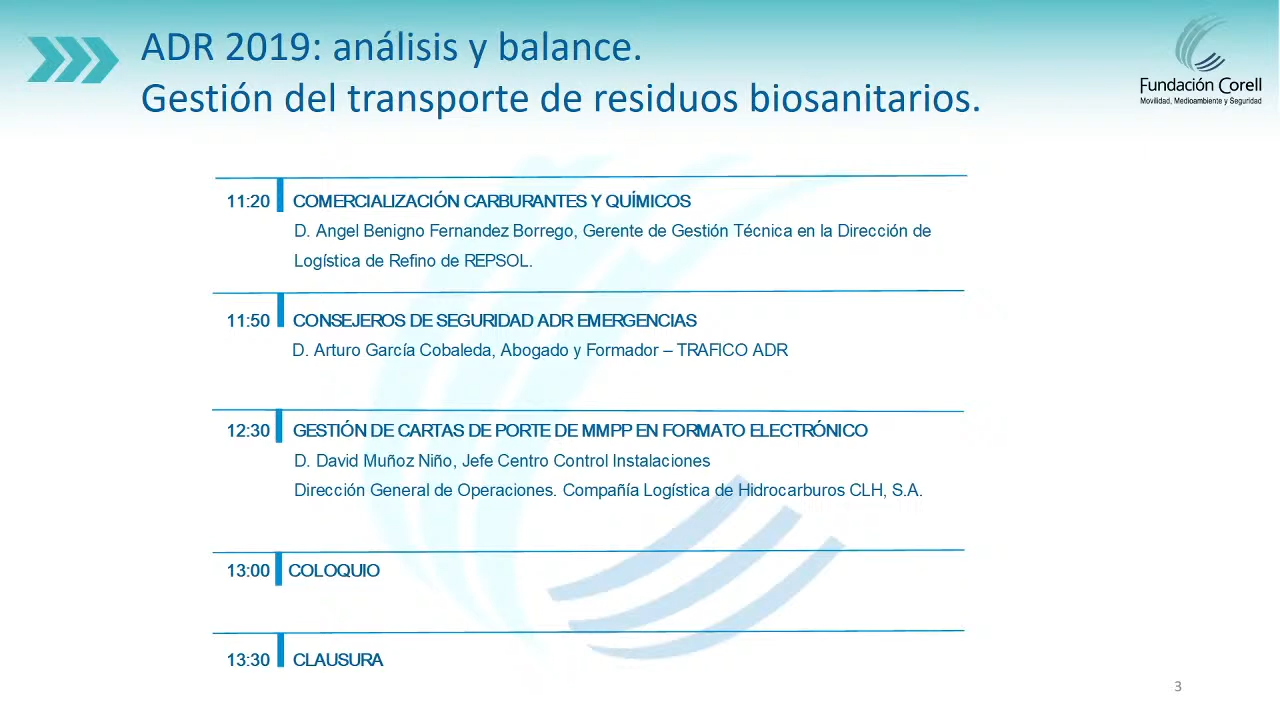 ADR 2019: análisis y balance.
Gestión del transporte de residuos biosanitarios.
Fundación Corell
Movilidad, Medioambiente y Seguridad
11:20 COMERCIALIZACIÓN CARBURANTES Y QUÍMICOS
D. Angel Benigno Fernandez Borrego, Gerente de Gestión Técnica en la Dirección de
Logística de Refino de REPSOL.
11:50 CONSEJEROS DE SEGURIDAD ADR EMERGENCIAS
D. Arturo García Cobaleda, Abogado y Formador – TRAFICO ADR
12:30 GESTIÓN DE CARTAS DE PORTE DE MMPP EN FORMATO ELECTRÓNICO
D. David Muñoz Niño, Jefe Centro Control Instalaciones
Dirección General de Operaciones. Compañía Logística de Hidrocarburos CLH, S.A.
13:00 COLOQUIO
13:30 CLAUSURA
3